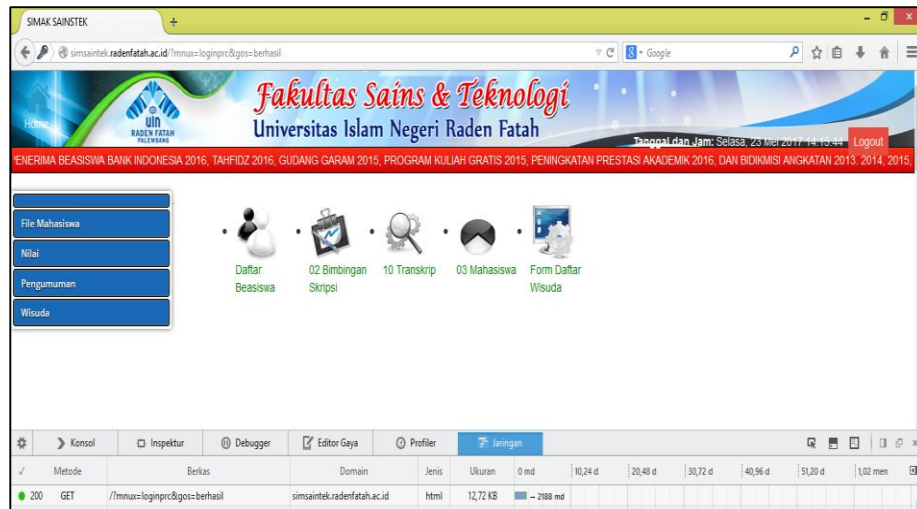 SIMAK SAINSTEK
simsaintek.radenfatah.ac.id/?mnux=loginprc&gos=berhasil
Google
Home
UIN
RADEN FATAH
PALEMBANG
Fakultas Sains & Teknologi
Universitas Islam Negeri Raden Fatah
Tanggal dan Jam: Selasa, 23 Mei 2017 14:15:44
Logout
PENERIMA BEASISWA BANK INDONESIA 2016, TAHFIDZ 2016, GUDANG GARAM 2015, PROGRAM KULIAH GRATIS 2015, PENINGKATAN PRESTASI AKADEMIK 2016, DAN BIDIKMISI ANGKATAN 2013, 2014, 2015,
File Mahasiswa
Nilai
Pengumuman
Wisuda
Daftar Beasiswa
02 Bimbingan Skripsi
10 Transkrip
03 Mahasiswa
Form Daftar Wisuda
Konsol Inspektur Debugger Editor Gaya Profiler Jaringan
√ Metode Berkas Domain Jenis Ukuran 0 md 10,24 d 20,48 d 30,72 d 40,96 d 51,20 d 1,02 men
200 GET /?mnux=loginprc&gos=berhasil simsaintek.radenfatah.ac.id html 12,72 KB → 2188 md